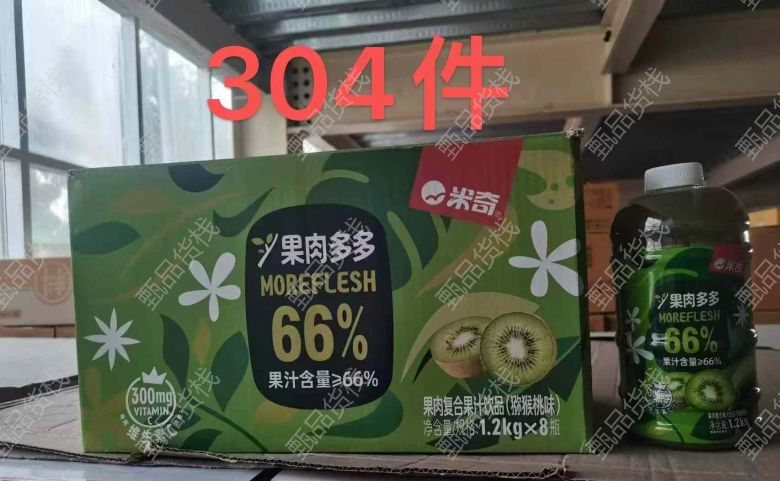 304件
米奇
果肉多多
MOREFLESH
66%
果汁含量≥66%
300mg
VITAMIN
C
果肉复合果汁饮品(猕猴桃味)
净含量/规格:1.2kg×8瓶
米奇
果肉多多
MOREFLESH
66%
果汁含量≥66%
1.2kg
甄品货栈